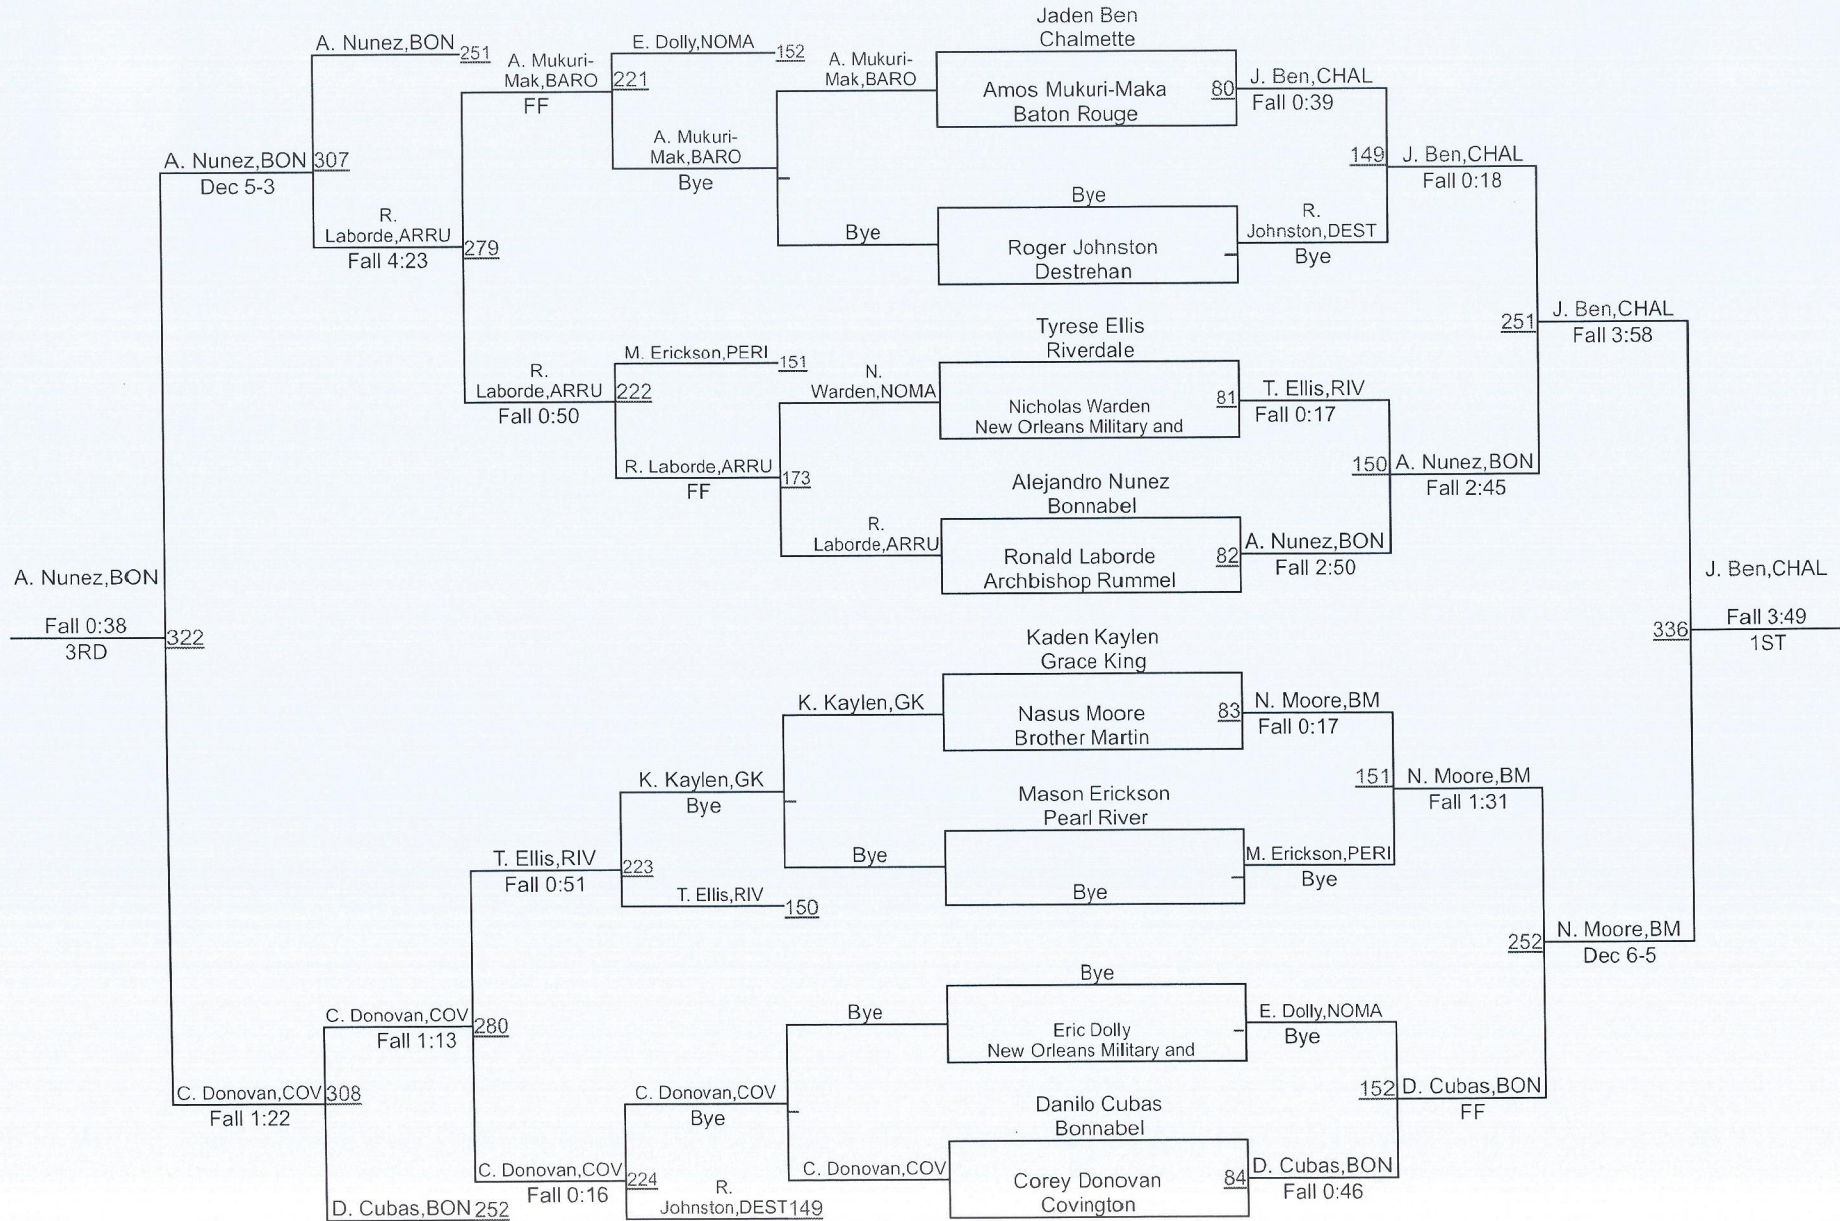 Jaden Ben
Chalmette
A. Nunez,BON
251
A. Mukuri-
Mak,BARO
FF
221
E. Dolly,NOMA
152
A. Mukuri-
Mak,BARO
Amos Mukuri-Maka
Baton Rouge
80
J. Ben,CHAL
Fall 0:39
A. Mukuri-
Mak,BARO
Bye
A. Nunez,BON
307
Dec 5-3
149
J. Ben,CHAL
Fall 0:18
Bye
R.
Laborde,ARRU
Fall 4:23
279
Bye
Roger Johnston
Destrehan
R.
Johnston,DEST
Bye
Tyrese Ellis
Riverdale
251
J. Ben,CHAL
Fall 3:58
M. Erickson,PERI
151
R.
Laborde,ARRU
Fall 0:50
222
N.
Warden,NOMA
Nicholas Warden
New Orleans Military and
81
T. Ellis,RIV
Fall 0:17
R. Laborde,ARRU
FF
173
150
A. Nunez,BON
Fall 2:45
Alejandro Nunez
Bonnabel
R.
Laborde,ARRU
Ronald Laborde
Archbishop Rummel
82
A. Nunez,BON
Fall 2:50
A. Nunez,BON
Fall 0:38
3RD
322
J. Ben,CHAL
336
Fall 3:49
1ST
Kaden Kaylen
Grace King
K. Kaylen,GK
Nasus Moore
Brother Martin
83
N. Moore,BM
Fall 0:17
K. Kaylen,GK
Bye
151
N. Moore,BM
Fall 1:31
Mason Erickson
Pearl River
Bye
Bye
M. Erickson,PERI
Bye
T. Ellis,RIV
Fall 0:51
223
T. Ellis,RIV
150
252
N. Moore,BM
Dec 6-5
Bye
Bye
Eric Dolly
New Orleans Military and
E. Dolly,NOMA
Bye
C. Donovan,COV
Fall 1:13
280
C. Donovan,COV
Fall 1:22
308
C. Donovan,COV
Bye
152
D. Cubas,BON
FF
Danilo Cubas
Bonnabel
C. Donovan,COV
Corey Donovan
Covington
84
D. Cubas,BON
Fall 0:46
C. Donovan,COV
Fall 0:16
224
R.
Johnston,DEST
149
D. Cubas,BON
252